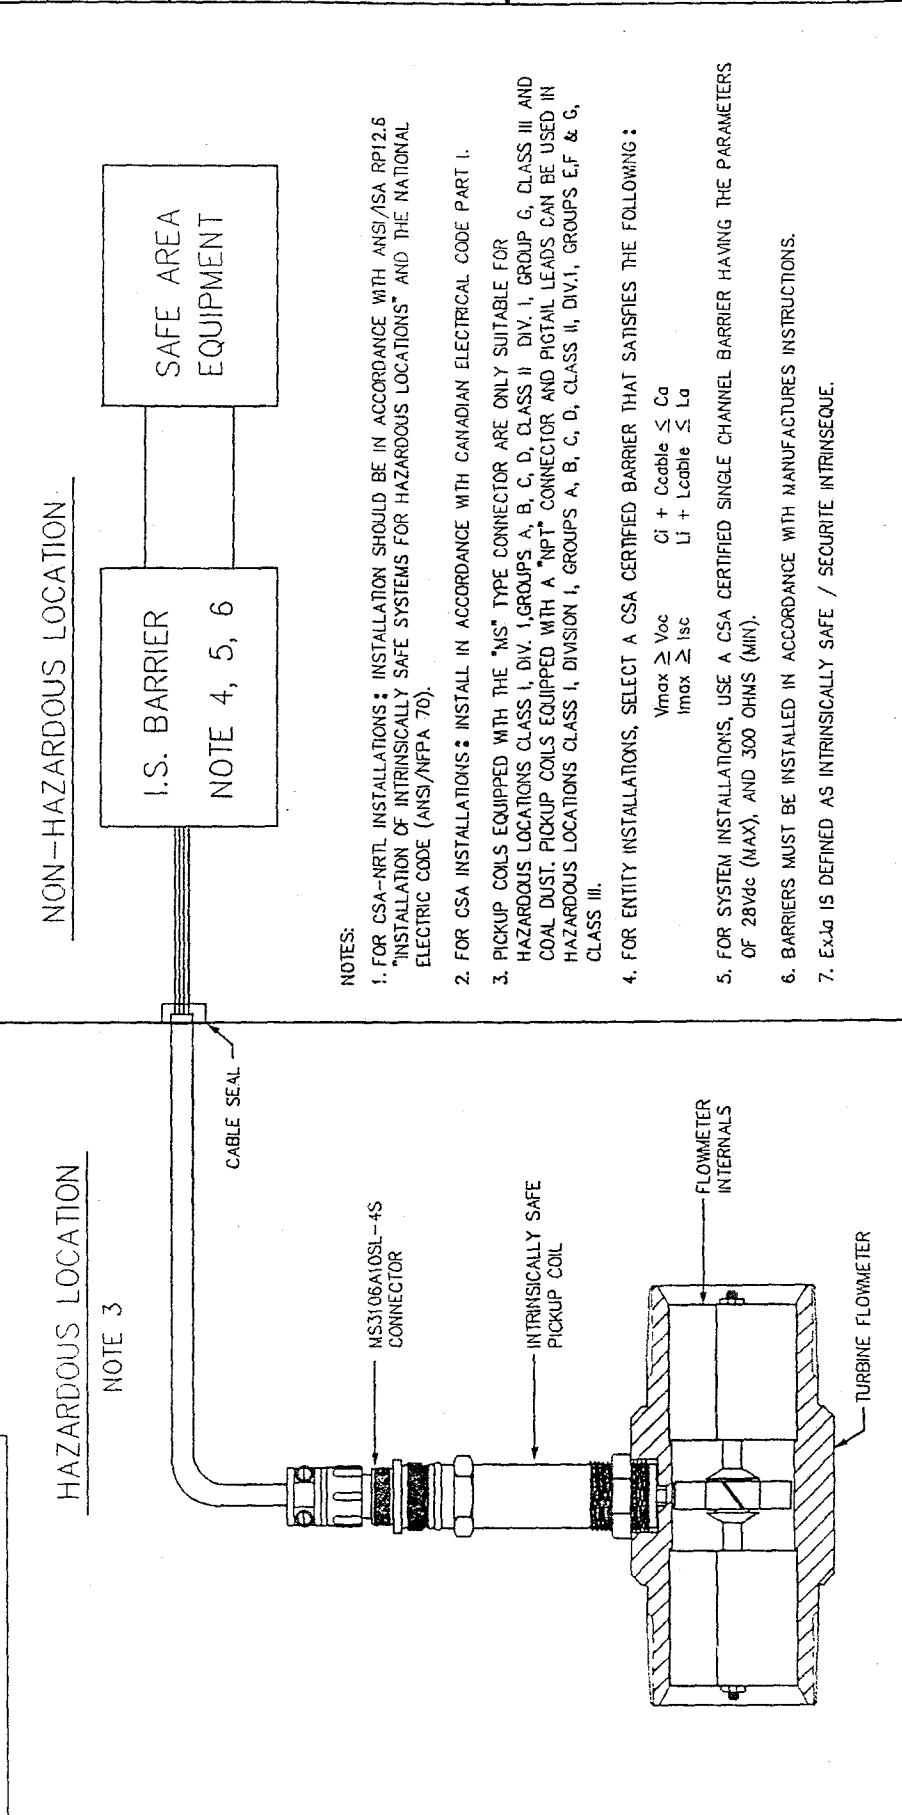 HAZARDOUS LOCATION
NOTE 3
NON-HAZARDOUS LOCATION
I.S. BARRIER
NOTE 4, 5, 6
SAFE AREA
EQUIPMENT
CABLE SEAL
MS3106A10SL-4S
CONNECTOR
INTRINSICALLY SAFE
PICKUP COIL
FLOWMETER
INTERNALS
TURBINE FLOWMETER
NOTES:
1. FOR CSA-NRTL INSTALLATIONS: INSTALLATION SHOULD BE IN ACCORDANCE WITH ANSI/ISA RP12.6
"INSTALLATION OF INTRINSICALLY SAFE SYSTEMS FOR HAZARDOUS LOCATIONS" AND THE NATIONAL
ELECTRIC CODE (ANSI/NFPA 70).
2. FOR CSA INSTALLATIONS: INSTALL IN ACCORDANCE WITH CANADIAN ELECTRICAL CODE PART I.
3. PICKUP COILS EQUIPPED WITH THE "MS" TYPE CONNECTOR ARE ONLY SUITABLE FOR
HAZARDOUS LOCATIONS CLASS I, DIV. 1,GROUPS A, B, C, D, CLASS II DIV. I, GROUP G, CLASS III AND
COAL DUST. PICKUP COILS EQUIPPED WITH A "NPT" CONNECTOR AND PIGTAIL LEADS CAN BE USED IN
HAZARDOUS LOCATIONS CLASS I, DIVISION I, GROUPS A, B, C, D, CLASS II, DIV.1, GROUPS E,F & G,
CLASS III.
4. FOR ENTITY INSTALLATIONS, SELECT A CSA CERTIFIED BARRIER THAT SATISFIES THE FOLLOWING:
Vmax ≥ Voc Ci + Ccable ≤ Ca
Imax ≥ Isc Li + Lcable ≤ La
5. FOR SYSTEM INSTALLATIONS, USE A CSA CERTIFIED SINGLE CHANNEL BARRIER HAVING THE PARAMETERS
OF 28Vdc (MAX), AND 300 OHMS (MIN).
6. BARRIERS MUST BE INSTALLED IN ACCORDANCE WITH MANUFACTURES INSTRUCTIONS.
7. Exia IS DEFINED AS INTRINSICALLY SAFE / SECURITE INTRINSEQUE.